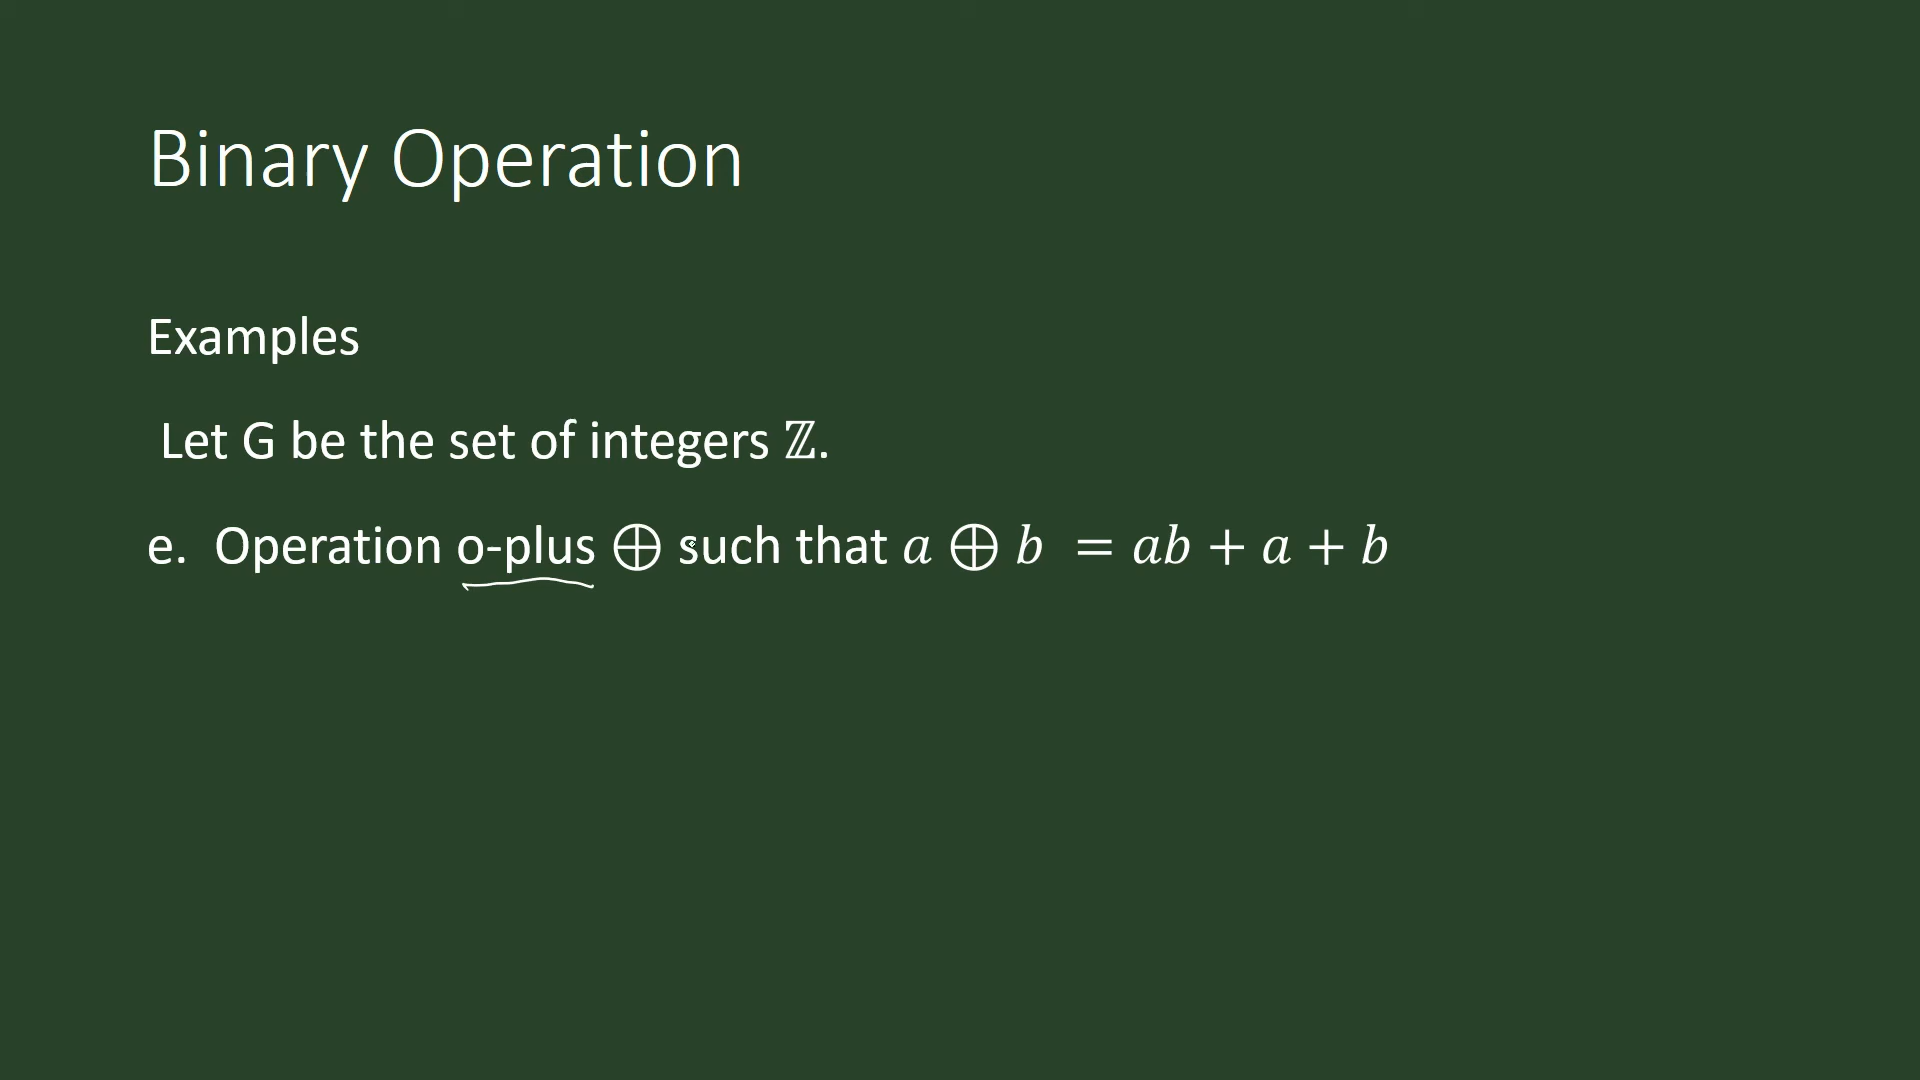 Binary Operation
Examples
Let G be the set of integers ℤ.
e. Operation o-plus ⊕ such that a ⊕ b = ab + a + b